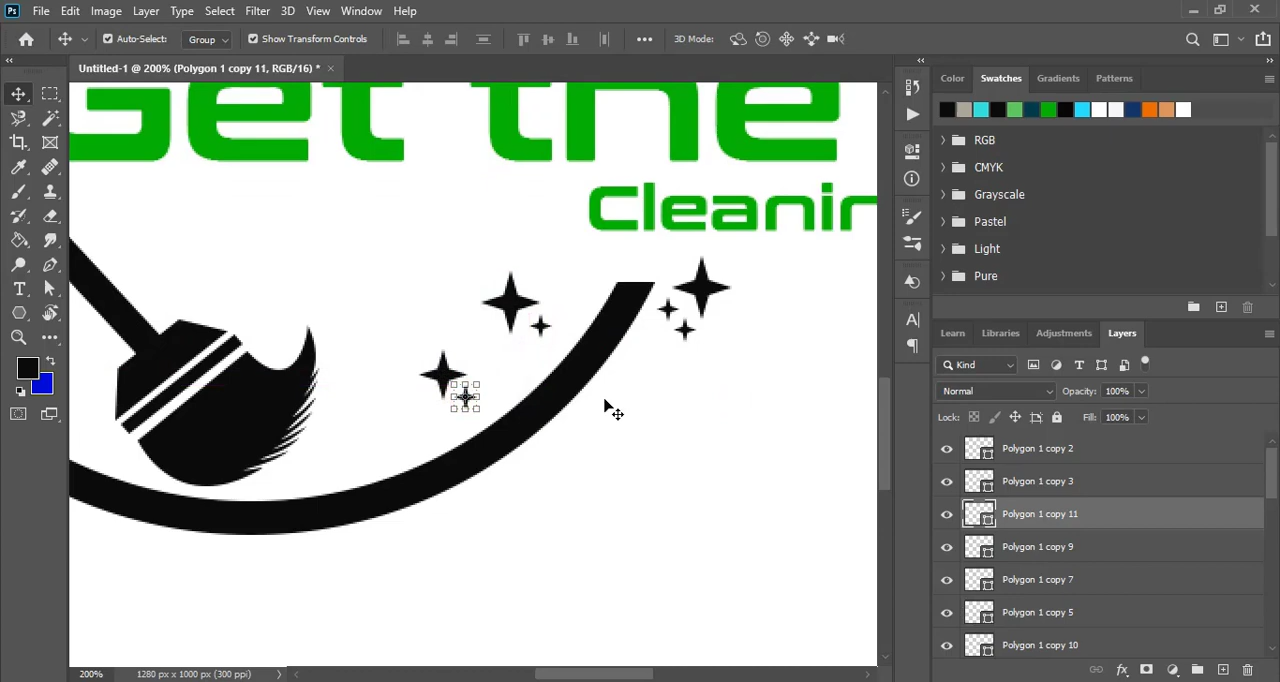 Ps File Edit Image Layer Type Select Filter 3D View Window Help
Auto-Select: Group Show Transform Controls 3D Mode:
Untitled-1 @ 200% (Polygon 1 copy 11, RGB/16) *
Color Swatches Gradients Patterns
Get the
RGB
CMYK
Grayscale
Cleanin
Pastel
Light
Pure
Learn Libraries Adjustments Layers
Kind
Normal Opacity: 100%
Lock: Fill: 100%
Polygon 1 copy 2
Polygon 1 copy 3
Polygon 1 copy 11
Polygon 1 copy 9
Polygon 1 copy 7
Polygon 1 copy 5
Polygon 1 copy 10
200% 1280 px x 1000 px (300 ppi)